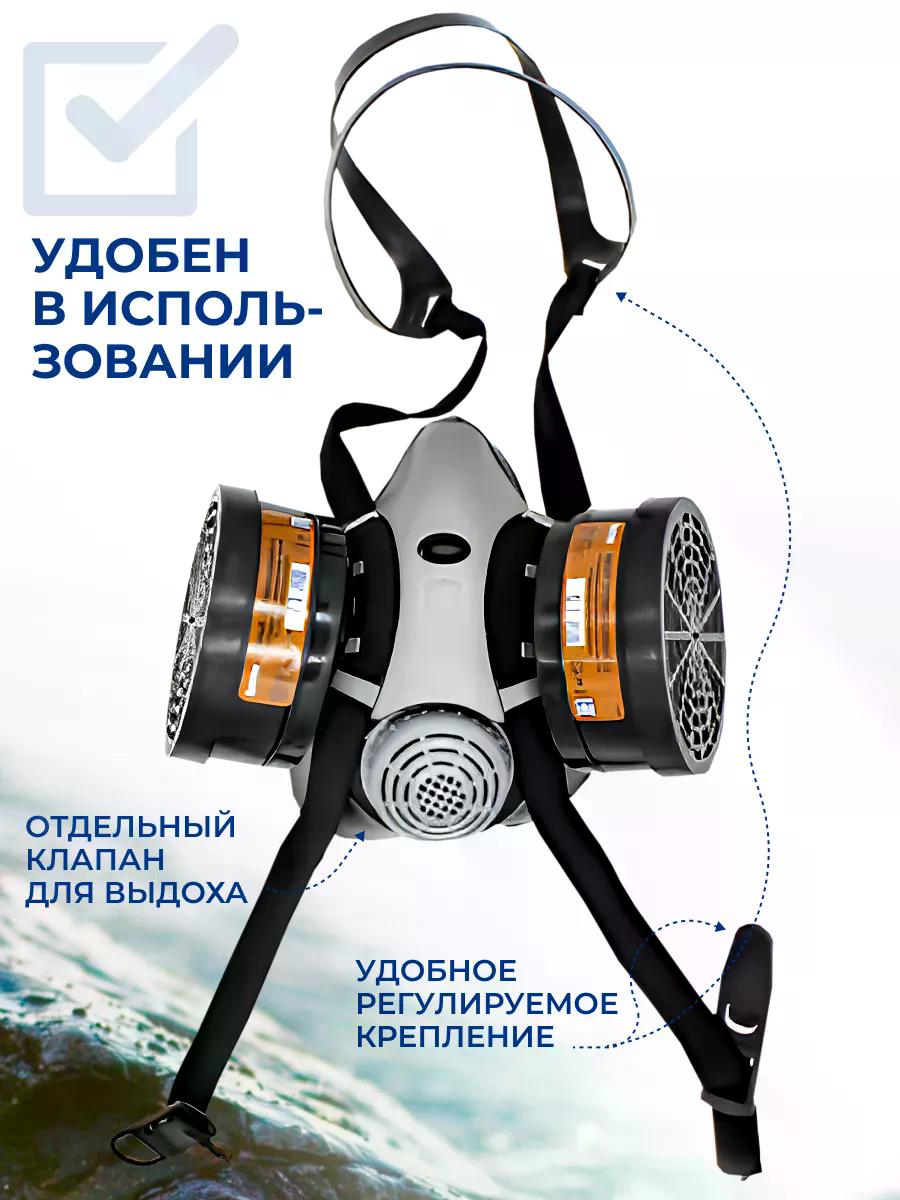 УДОБЕН
В ИСПОЛЬ-
ЗОВАНИИ
ОТДЕЛЬНЫЙ
КЛАПАН
ДЛЯ ВЫДОХА
УДОБНОЕ
РЕГУЛИРУЕМОЕ
КРЕПЛЕНИЕ